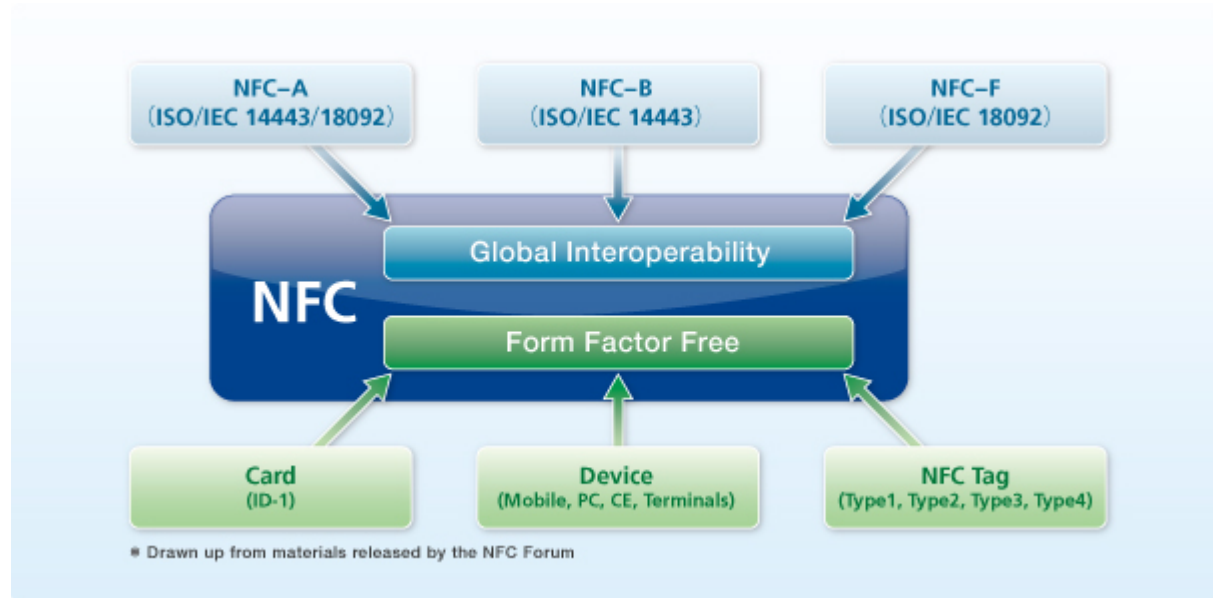 NFC–A
（ISO/IEC 14443/18092）
NFC–B
（ISO/IEC 14443）
NFC–F
（ISO/IEC 18092）
Global Interoperability
NFC
Form Factor Free
Card
(ID-1)
Device
(Mobile, PC, CE, Terminals)
NFC Tag
(Type1, Type2, Type3, Type4)
※ Drawn up from materials released by the NFC Forum